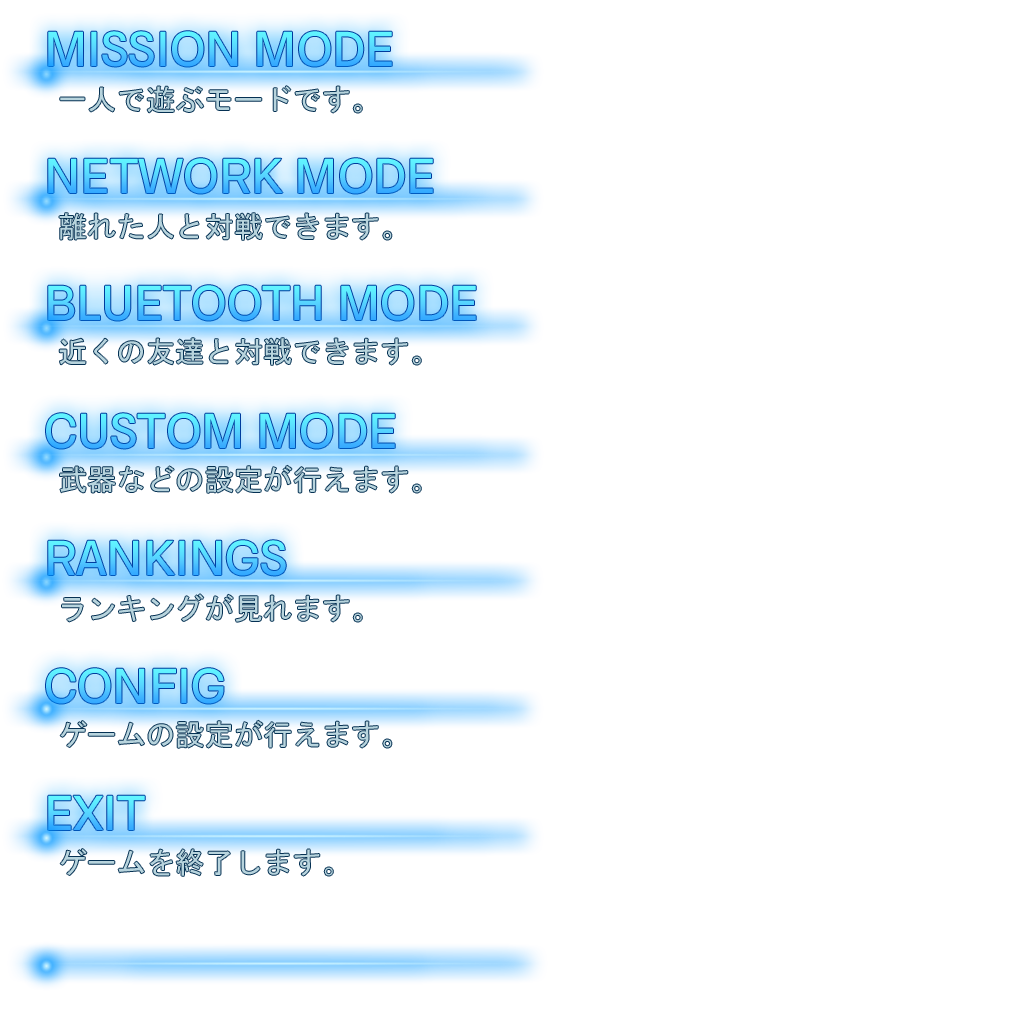 MISSION MODE
一人で遊ぶモードです。
NETWORK MODE
離れた人と対戦できます。
BLUETOOTH MODE
近くの友達と対戦できます。
CUSTOM MODE
武器などの設定が行えます。
RANKINGS
ランキングが見れます。
CONFIG
ゲームの設定が行えます。
EXIT
ゲームを終了します。